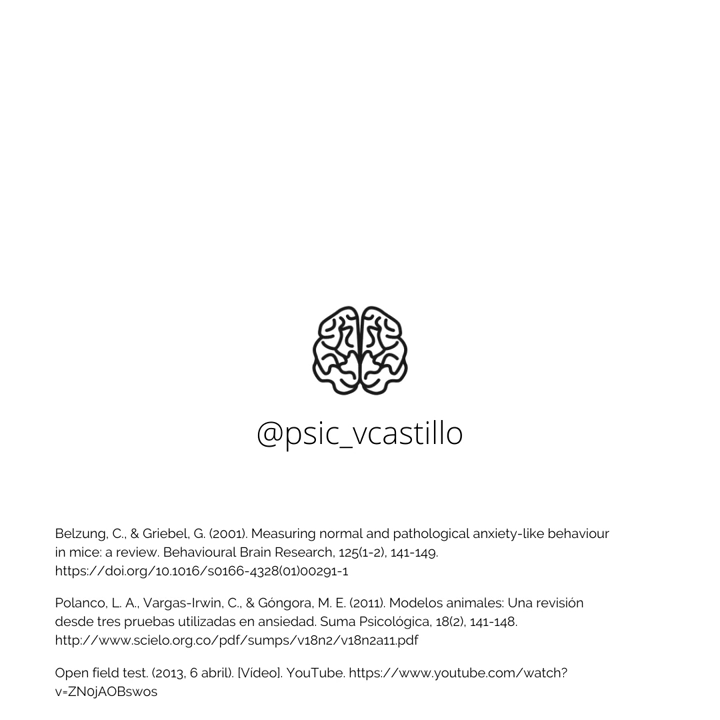 @psic_vcastillo
Belzung, C., & Griebel, G. (2001). Measuring normal and pathological anxiety-like behaviour
in mice: a review. Behavioural Brain Research, 125(1-2), 141-149.
https://doi.org/10.1016/s0166-4328(01)00291-1
Polanco, L. A., Vargas-Irwin, C., & Góngora, M. E. (2011). Modelos animales: Una revisión
desde tres pruebas utilizadas en ansiedad. Suma Psicológica, 18(2), 141-148.
http://www.scielo.org.co/pdf/sumps/v18n2/v18n2a11.pdf
Open field test. (2013, 6 abril). [Vídeo]. YouTube. https://www.youtube.com/watch?
v=ZN0jAOBswos